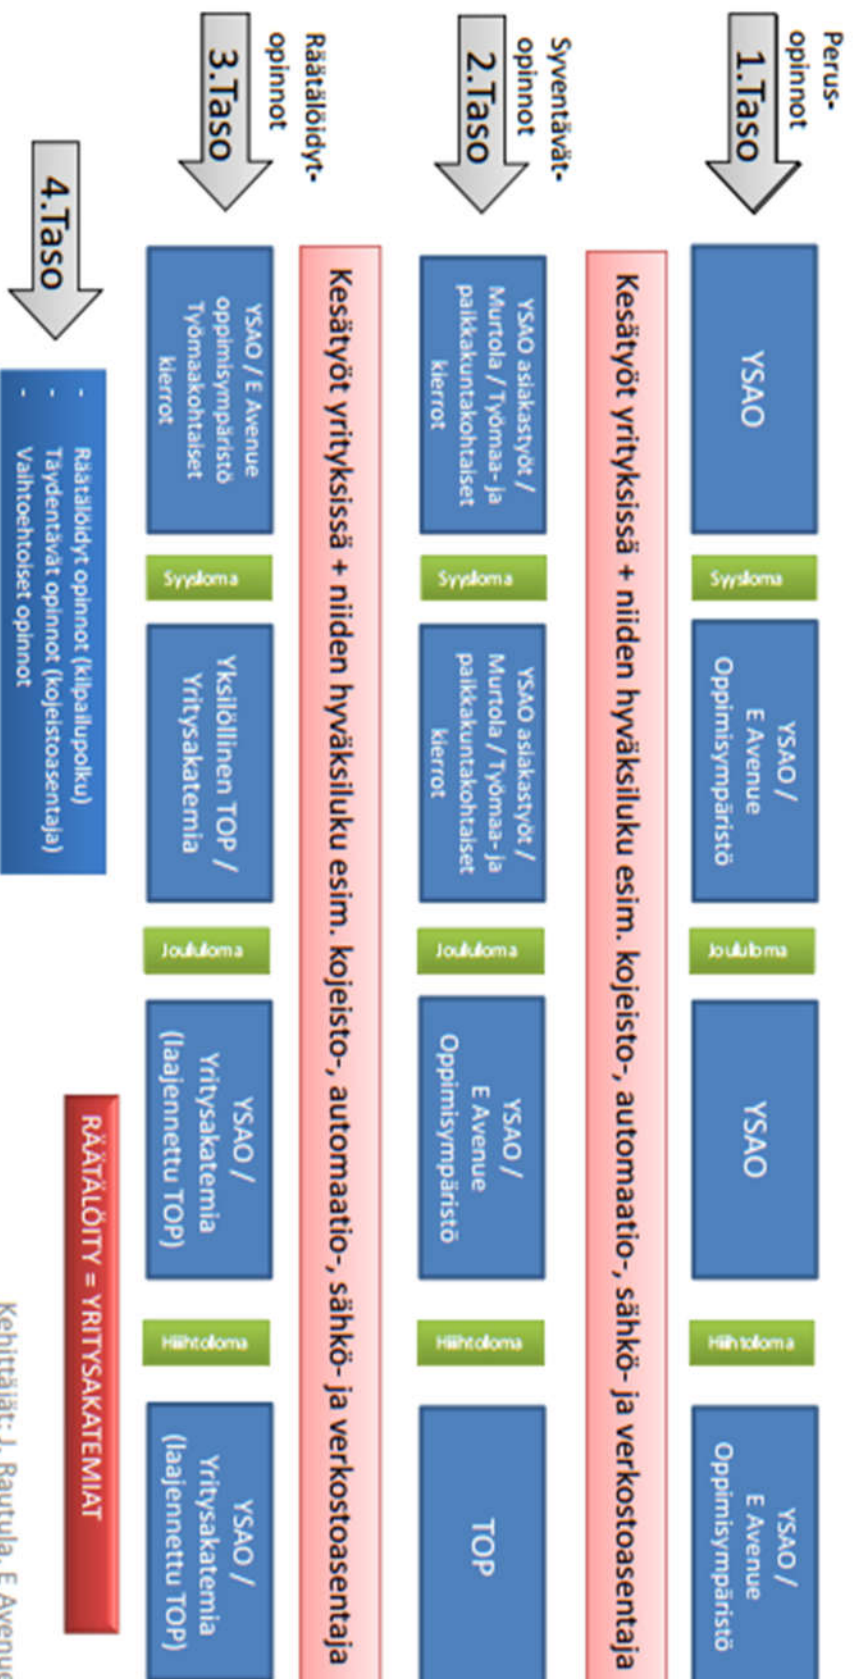 Perus-
opinnot
1.Taso
YSAO
Syysloma
YSAO /
E Avenue
Oppimisympäristö
Joululoma
YSAO
Hiihtoloma
YSAO /
E Avenue
Oppimisympäristö
Kesätyöt yrityksissä + niiden hyväksiluku esim. kojeisto-, automaatio-, sähkö- ja verkostoasentaja
Syventävät-
opinnot
2.Taso
YSAO asiakastyöt /
Murtola / Työmaa- ja
paikkakuntakohtaiset
kierrot
Syysloma
YSAO asiakastyöt /
Murtola / Työmaa- ja
paikkakuntakohtaiset
kierrot
Joululoma
YSAO /
E Avenue
Oppimisympäristö
Hiihtoloma
TOP
Kesätyöt yrityksissä + niiden hyväksiluku esim. kojeisto-, automaatio-, sähkö- ja verkostoasentaja
Räätälöidyt-
opinnot
3.Taso
YSAO / E Avenue
oppimisympäristö
Työmaakohtaiset
kierrot
Syysloma
Yksilöllinen TOP /
Yritysakatemia
Joululoma
YSAO /
Yritysakatemia
(laajennettu TOP)
Hiihtoloma
YSAO /
Yritysakatemia
(laajennettu TOP)
4.Taso
- Räätälöidyt opinnot (kilpailupolku)
- Täydentävät opinnot (kojeistoasentaja)
- Vaihtoehtoiset opinnot
RÄÄTÄLÖITY = YRITYSAKATEMIAT
Kehittäjät: J. Rautula, E Avenue